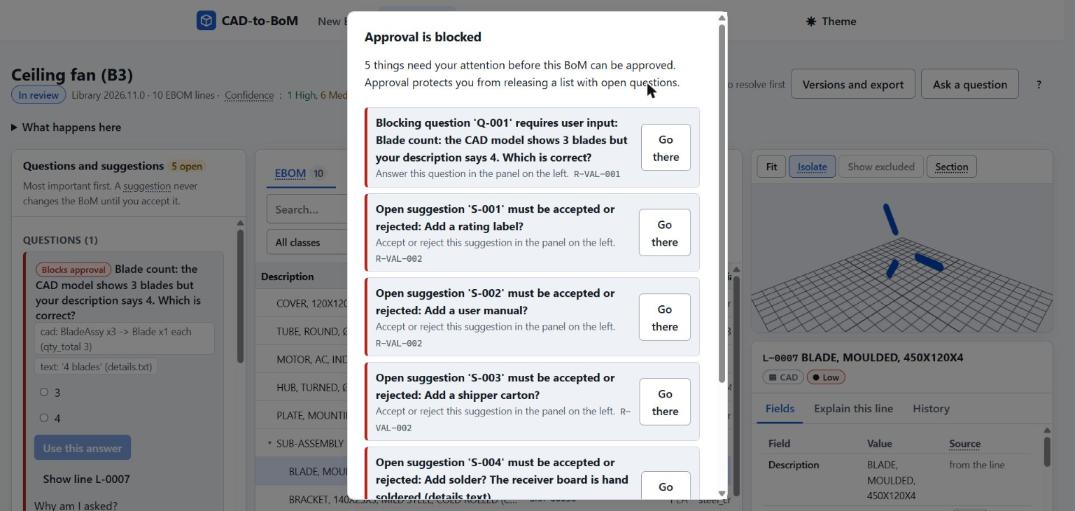 CAD-to-BoM
New
Theme
Approval is blocked
5 things need your attention before this BoM can be approved.
Approval protects you from releasing a list with open questions.
Blocking question 'Q-001' requires user input:
Blade count: the CAD model shows 3 blades but
your description says 4. Which is correct?
Answer this question in the panel on the left. R-VAL-001
Go
there
Open suggestion 'S-001' must be accepted or
rejected: Add a rating label?
Accept or reject this suggestion in the panel on the left.
R-VAL-002
Go
there
Open suggestion 'S-002' must be accepted or
rejected: Add a user manual?
Accept or reject this suggestion in the panel on the left.
R-VAL-002
Go
there
Open suggestion 'S-003' must be accepted or
rejected: Add a shipper carton?
Accept or reject this suggestion in the panel on the left. R-
VAL-002
Go
there
Open suggestion 'S-004' must be accepted or
rejected: Add solder? The receiver board is hand
soldered (details.text).
Go
Ceiling fan (B3)
In review
Library 2026.11.0 · 10 EBOM lines · Confidence : 1 High, 6 Med
to resolve first
Versions and export
Ask a question
?
▶ What happens here
Questions and suggestions 5 open
Most important first. A suggestion never
changes the BoM until you accept it.
QUESTIONS (1)
Blocks approval Blade count: the
CAD model shows 3 blades but
your description says 4. Which is
correct?
cad: BladeAssy x3 -> Blade x1 each
(qty_total 3)
text: '4 blades' (details.txt)
3
4
Use this answer
Show line L-0007
Why am I asked?
EBOM 10
Search...
All classes
Description
COVER, 120X120
TUBE, ROUND,
MOTOR, AC, IND
HUB, TURNED,
PLATE, MOUNTI
SUB-ASSEMBLY
BLADE, MOU
BRACKET,
Fit
Isolate
Show excluded
Section
L-0007 BLADE, MOULDED, 450X120X4
CAD
Low
Fields
Explain this line
History
Field
Value
Source
Description
BLADE,
MOULDED,
450X120X4
from the line